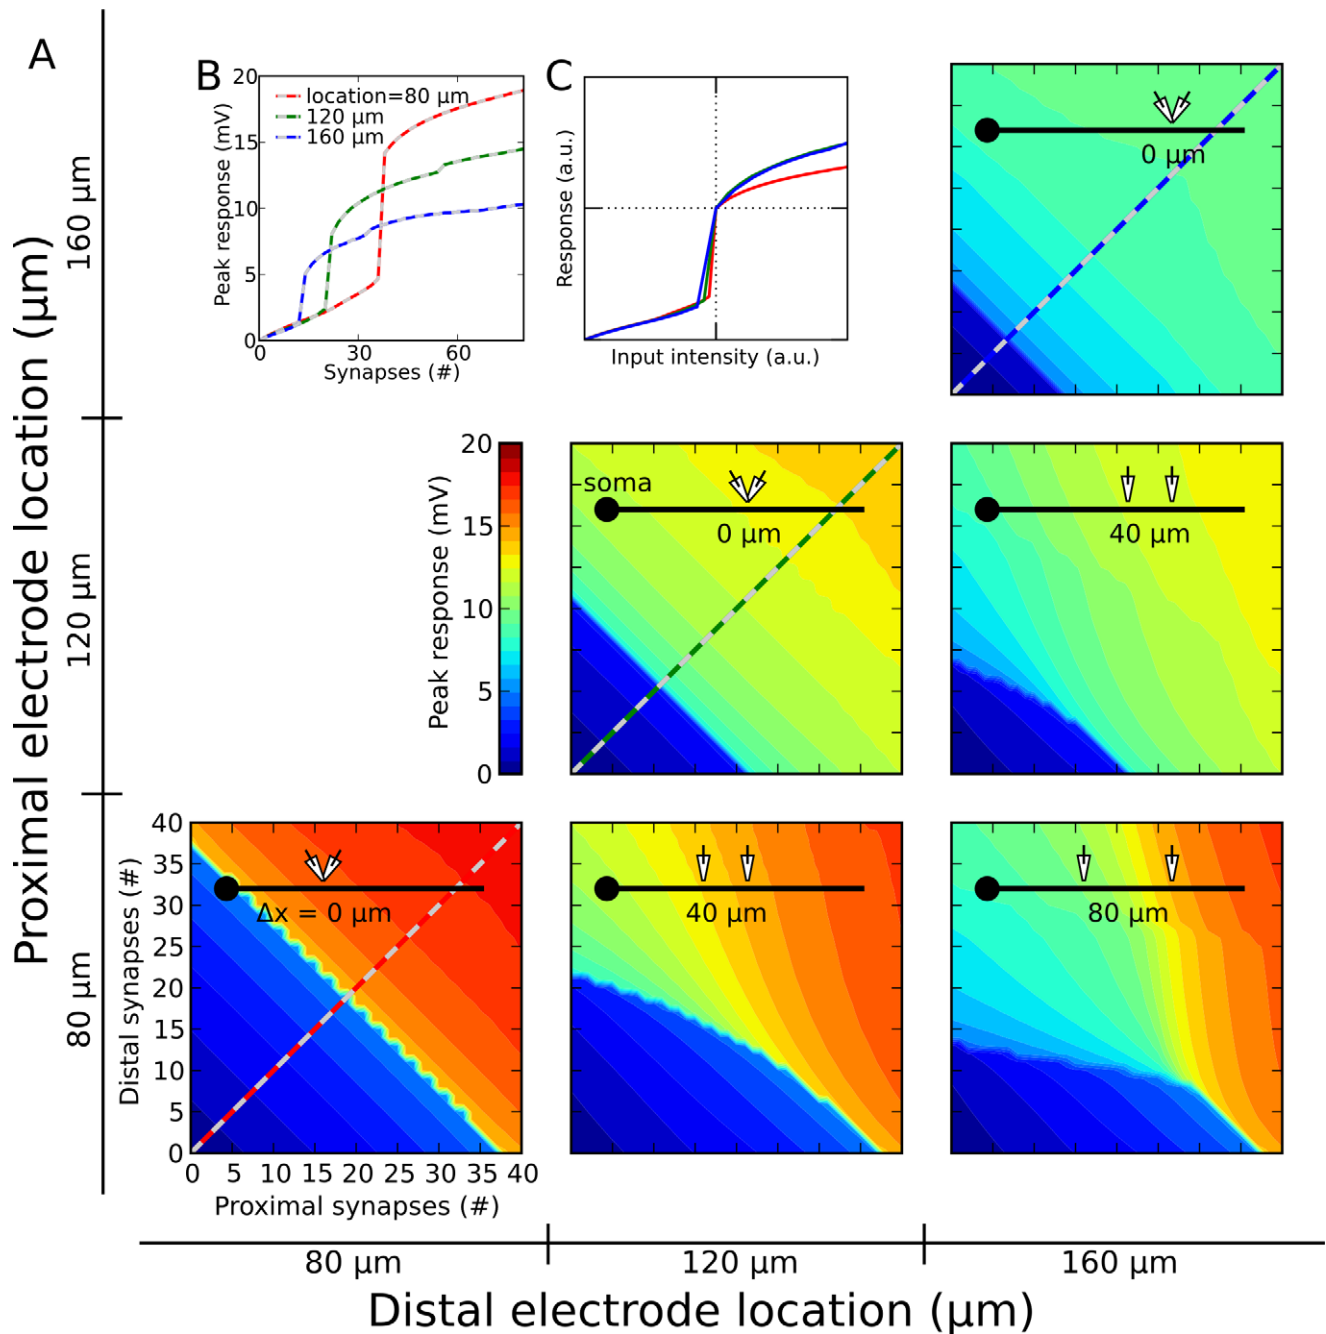 A
B
C
20
15
10
5
0
0
30
60
Peak response (mV)
Synapses (#)
location=80 μm
120 μm
160 μm
Response (a.u.)
Input intensity (a.u.)
0 μm
Proximal electrode location (μm)
160 μm
120 μm
80 μm
20
15
10
5
0
Peak response (mV)
soma
0 μm
40 μm
40
35
30
25
20
15
10
5
0
Distal synapses (#)
Δx = 0 μm
0 5 10 15 20 25 30 35 40
Proximal synapses (#)
40 μm
80 μm
80 μm
120 μm
160 μm
Distal electrode location (μm)